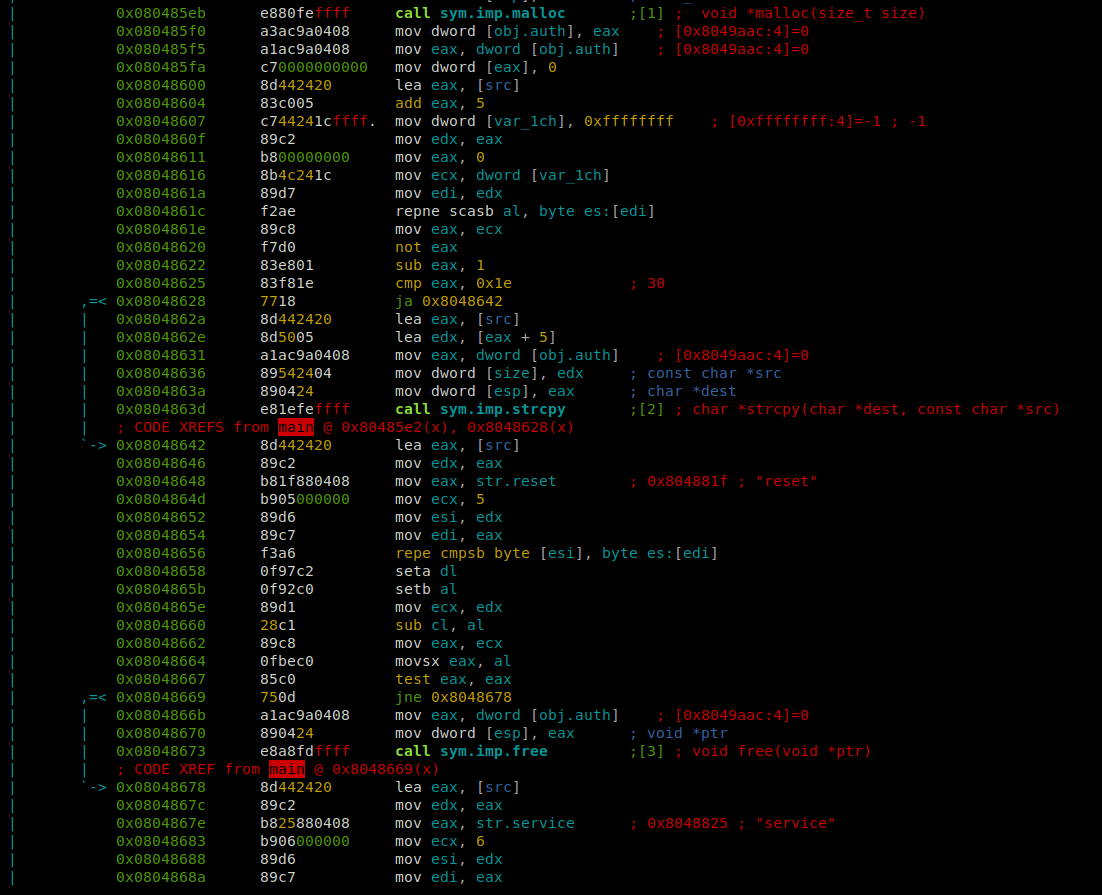 | 0x080485eb e880feffff call sym.imp.malloc ;[1] ; void *malloc(size_t size)
| 0x080485f0 a3ac9a0408 mov dword [obj.auth], eax ; [0x8049aac:4]=0
| 0x080485f5 a1ac9a0408 mov eax, dword [obj.auth] ; [0x8049aac:4]=0
| 0x080485fa c70000000000 mov dword [eax], 0
| 0x08048600 8d442420 lea eax, [src]
| 0x08048604 83c005 add eax, 5
| 0x08048607 c744241cffff. mov dword [var_1ch], 0xffffffff ; [0xffffffff:4]=-1 ; -1
| 0x0804860f 89c2 mov edx, eax
| 0x08048611 b800000000 mov eax, 0
| 0x08048616 8b4c241c mov ecx, dword [var_1ch]
| 0x0804861a 89d7 mov edi, edx
| 0x0804861c f2ae repne scasb al, byte es:[edi]
| 0x0804861e 89c8 mov eax, ecx
| 0x08048620 f7d0 not eax
| 0x08048622 83e801 sub eax, 1
| 0x08048625 83f81e cmp eax, 0x1e ; 30
| ,=< 0x08048628 7718 ja 0x8048642
| | 0x0804862a 8d442420 lea eax, [src]
| | 0x0804862e 8d5005 lea edx, [eax + 5]
| | 0x08048631 a1ac9a0408 mov eax, dword [obj.auth] ; [0x8049aac:4]=0
| | 0x08048636 89542404 mov dword [size], edx ; const char *src
| | 0x0804863a 890424 mov dword [esp], eax ; char *dest
| | 0x0804863d e81efeffff call sym.imp.strcpy ;[2] ; char *strcpy(char *dest, const char *src)
| | ; CODE XREFS from main @ 0x80485e2(x), 0x8048628(x)
| `-> 0x08048642 8d442420 lea eax, [src]
| 0x08048646 89c2 mov edx, eax
| 0x08048648 b81f880408 mov eax, str.reset ; 0x804881f ; "reset"
| 0x0804864d b905000000 mov ecx, 5
| 0x08048652 89d6 mov esi, edx
| 0x08048654 89c7 mov edi, eax
| 0x08048656 f3a6 repe cmpsb byte [esi], byte es:[edi]
| 0x08048658 0f97c2 seta dl
| 0x0804865b 0f92c0 setb al
| 0x0804865e 89d1 mov ecx, edx
| 0x08048660 28c1 sub cl, al
| 0x08048662 89c8 mov eax, ecx
| 0x08048664 0fbec0 movsx eax, al
| 0x08048667 85c0 test eax, eax
| ,=< 0x08048669 750d jne 0x8048678
| | 0x0804866b a1ac9a0408 mov eax, dword [obj.auth] ; [0x8049aac:4]=0
| | 0x08048670 890424 mov dword [esp], eax ; void *ptr
| | 0x08048673 e8a8fdffff call sym.imp.free ;[3] ; void free(void *ptr)
| | ; CODE XREF from main @ 0x8048669(x)
| `-> 0x08048678 8d442420 lea eax, [src]
| 0x0804867c 89c2 mov edx, eax
| 0x0804867e b825880408 mov eax, str.service ; 0x8048825 ; "service"
| 0x08048683 b906000000 mov ecx, 6
| 0x08048688 89d6 mov esi, edx
| 0x0804868a 89c7 mov edi, eax